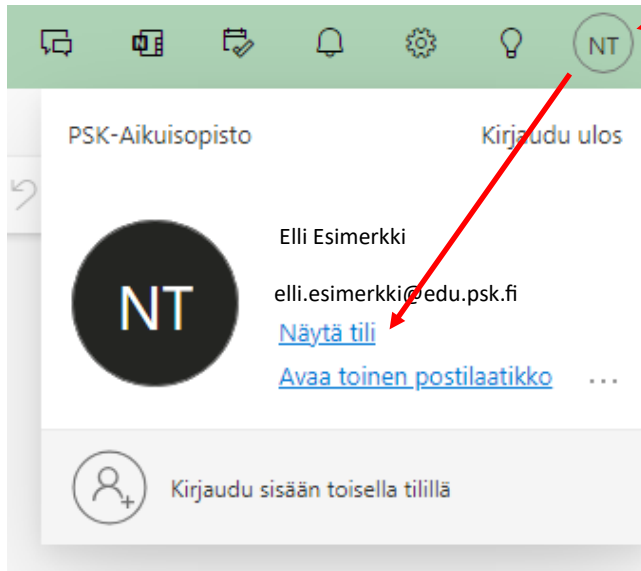 NT
PSK-Aikuisopisto Kirjaudu ulos
NT
Elli Esimerkki
elli.esimerkki@edu.psk.fi
Näytä tili
Avaa toinen postilaatikko ...
Kirjaudu sisään toisella tilillä